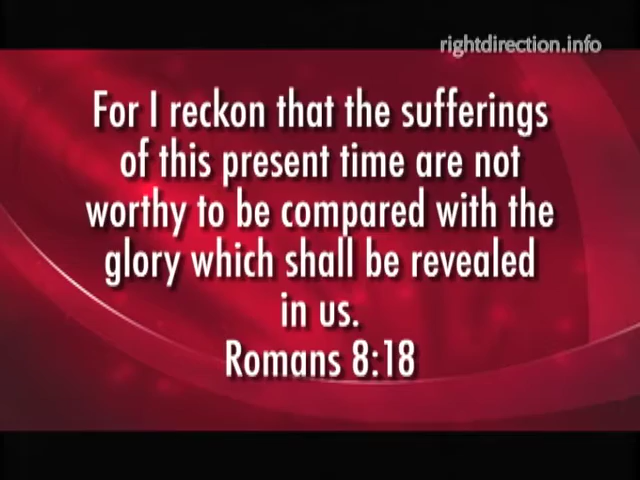 rightdirection.info
For I reckon that the sufferings
of this present time are not
worthy to be compared with the
glory which shall be revealed
in us.
Romans 8:18